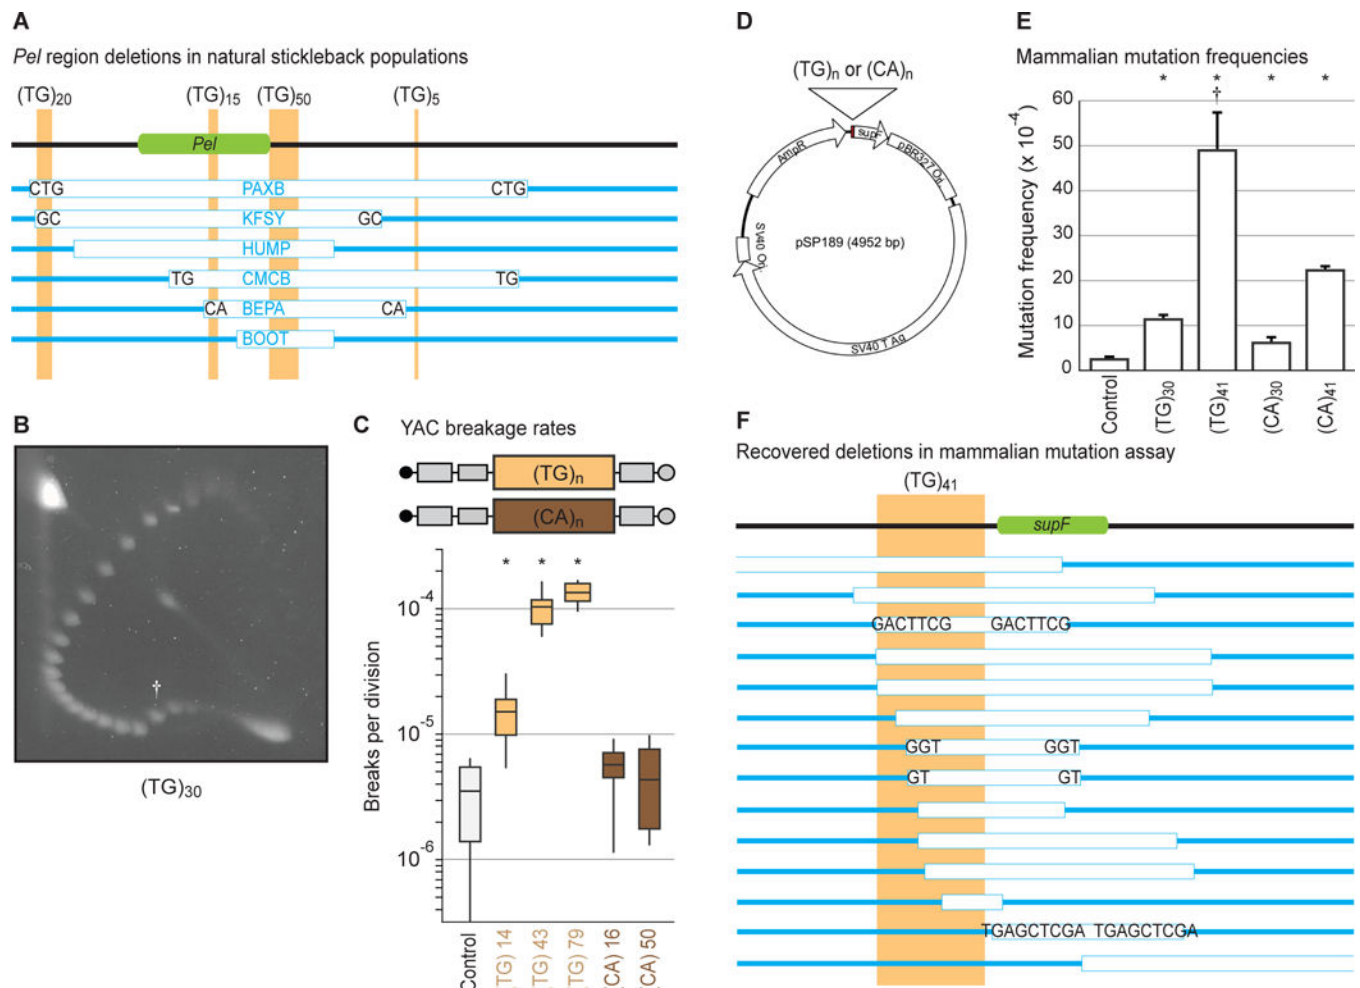 A
Pel region deletions in natural stickleback populations
(TG)20 (TG)15 (TG)50 (TG)5
Pel
CTG PAXB CTG
GC KFSY GC
HUMP
TG CMCB TG
CA BEPA CA
BOOT
B
†
(TG)30
C YAC breakage rates
(TG)n
(CA)n
* * *
Breaks per division
10-4
10-5
10-6
Control
(TG) 14
(TG) 43
(TG) 79
(CA) 16
(CA) 50
D
(TG)n or (CA)n
supF
pBR327 Ori
AmpR
SV40 Ori
SV40 T Ag
pSP189 (4952 bp)
E
Mammalian mutation frequencies
* * * *
†
Mutation frequency (x 10-4)
60
50
40
30
20
10
0
Control
(TG)30
(TG)41
(CA)30
(CA)41
F
Recovered deletions in mammalian mutation assay
(TG)41
supF
GACTTCG GACTTCG
GGT GGT
GT GT
TGAGCTCGA TGAGCTCGA